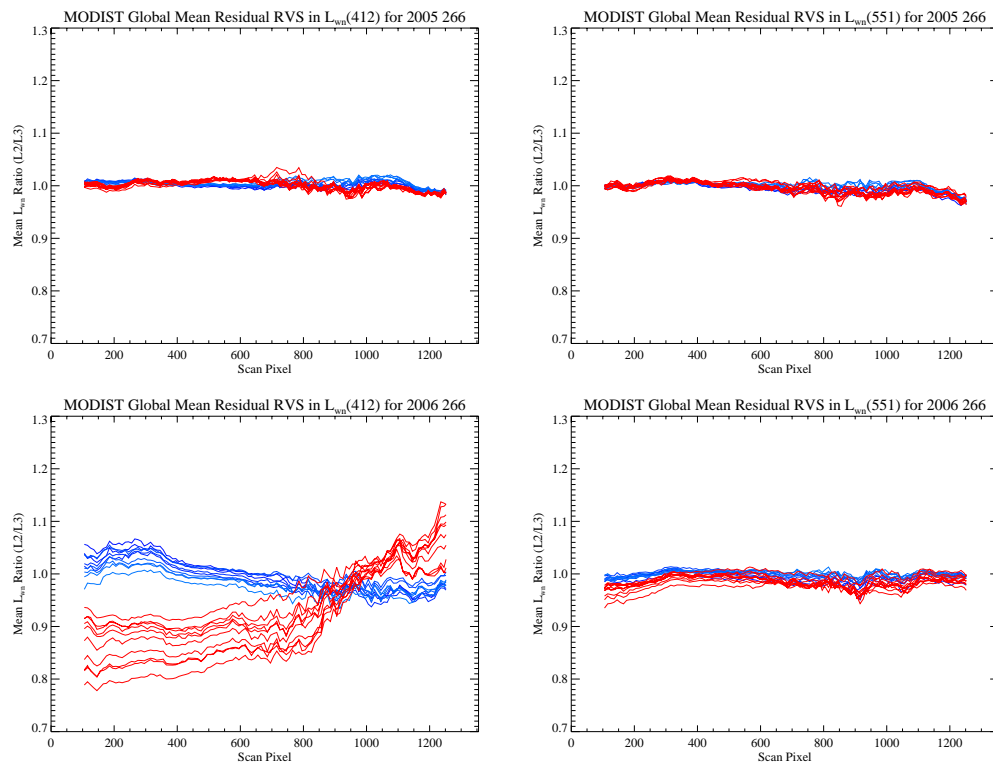 MODIST Global Mean Residual RVS in Lwn(412) for 2005 266
1.3
1.2
1.1
1.0
0.9
0.8
0.7
Mean Lwn Ratio (L2/L3)
0 200 400 600 800 1000 1200
Scan Pixel
MODIST Global Mean Residual RVS in Lwn(551) for 2005 266
1.3
1.2
1.1
1.0
0.9
0.8
0.7
Mean Lwn Ratio (L2/L3)
0 200 400 600 800 1000 1200
Scan Pixel
MODIST Global Mean Residual RVS in Lwn(412) for 2006 266
1.3
1.2
1.1
1.0
0.9
0.8
0.7
Mean Lwn Ratio (L2/L3)
0 200 400 600 800 1000 1200
Scan Pixel
MODIST Global Mean Residual RVS in Lwn(551) for 2006 266
1.3
1.2
1.1
1.0
0.9
0.8
0.7
Mean Lwn Ratio (L2/L3)
0 200 400 600 800 1000 1200
Scan Pixel